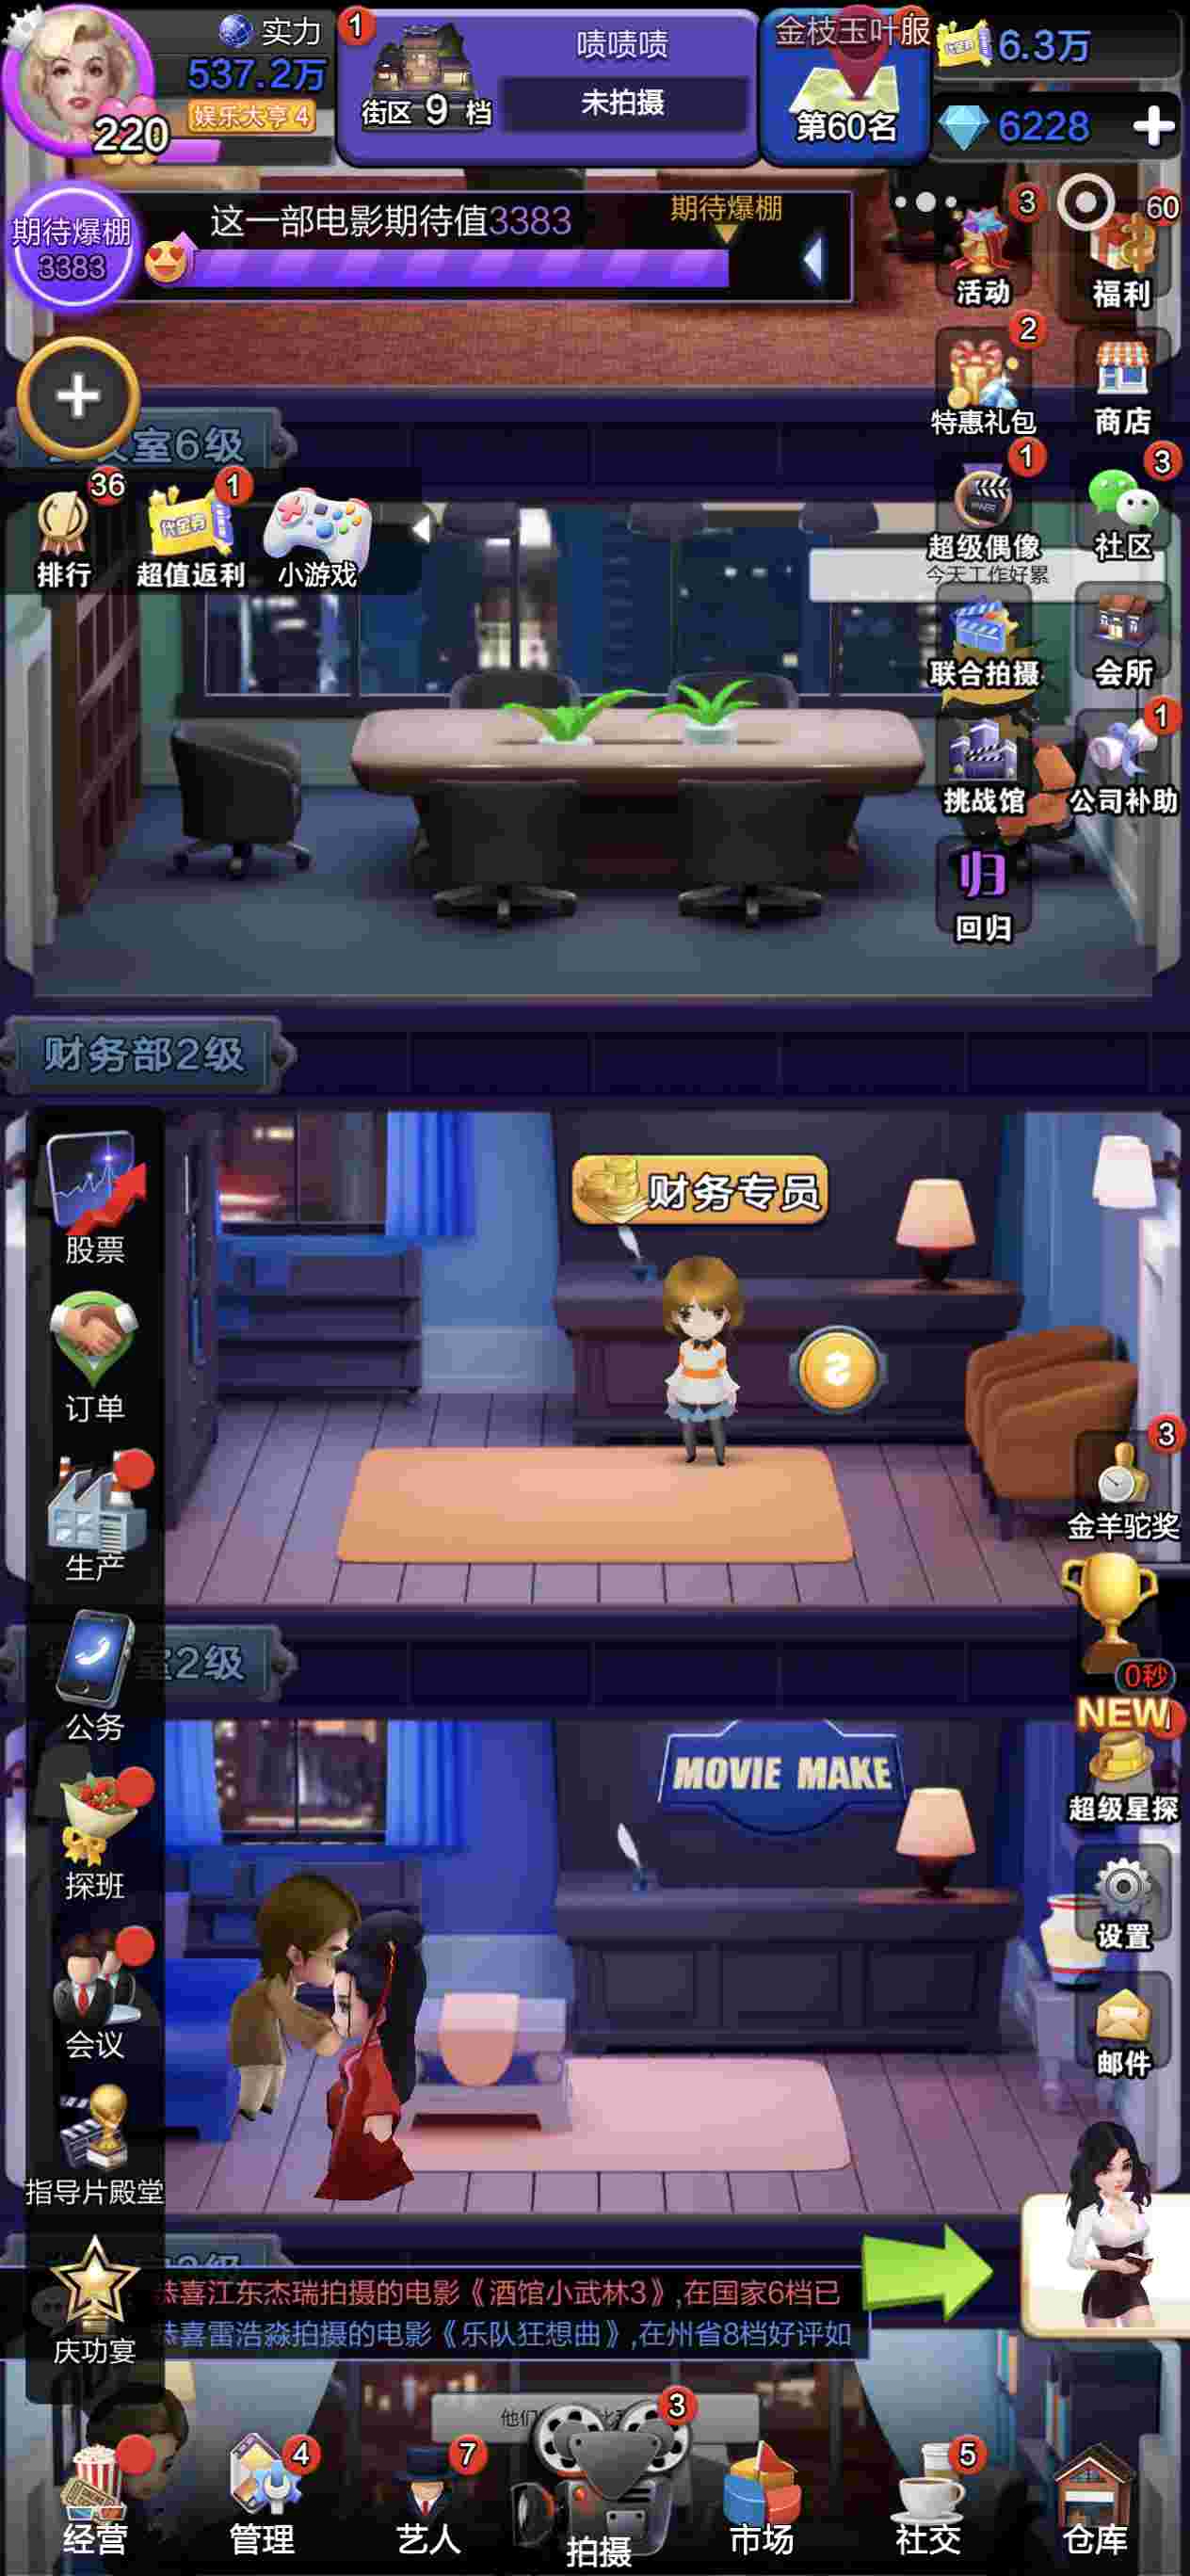 实力
537.2万
娱乐大亨 4
220
1
街区 9 档
啧啧啧
未拍摄
金枝玉叶服
第60名
6.3万
6228
期待爆棚
3383
这一部电影期待值3383
期待爆棚
3
活动
60
福利
2
特惠礼包
商店
室6级
36
排行
1
代金券
超值返利
小游戏
1
超级偶像
3
社区
今天工作好累
联合拍摄
会所
挑战馆
1
公司补助
归
回归
财务部2级
股票
财务专员
订单
3
金羊驼奖
生产
室2级
0秒
公务
NEW
MOVIE MAKE
超级星探
探班
设置
会议
邮件
指导片殿堂
恭喜江东杰瑞拍摄的电影《酒馆小武林3》,在国家6档已
恭喜雷浩淼拍摄的电影《乐队狂想曲》,在州省8档好评如
庆功宴
他们
3
经营
4
管理
7
艺人
拍摄
市场
5
社交
仓库